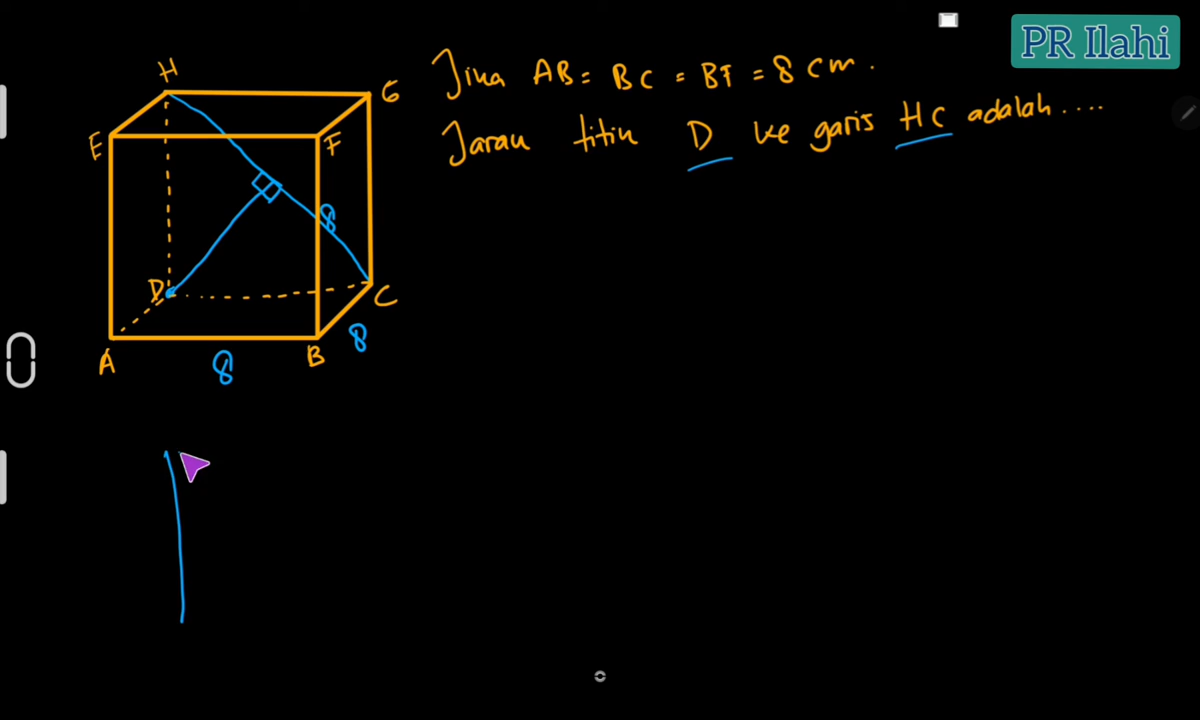 PR Ilahi
Jika AB = BC = BF = 8 cm.
Jarak titik D ke garis HC adalah....
H
G
E
F
8
D
C
A
B
8
8